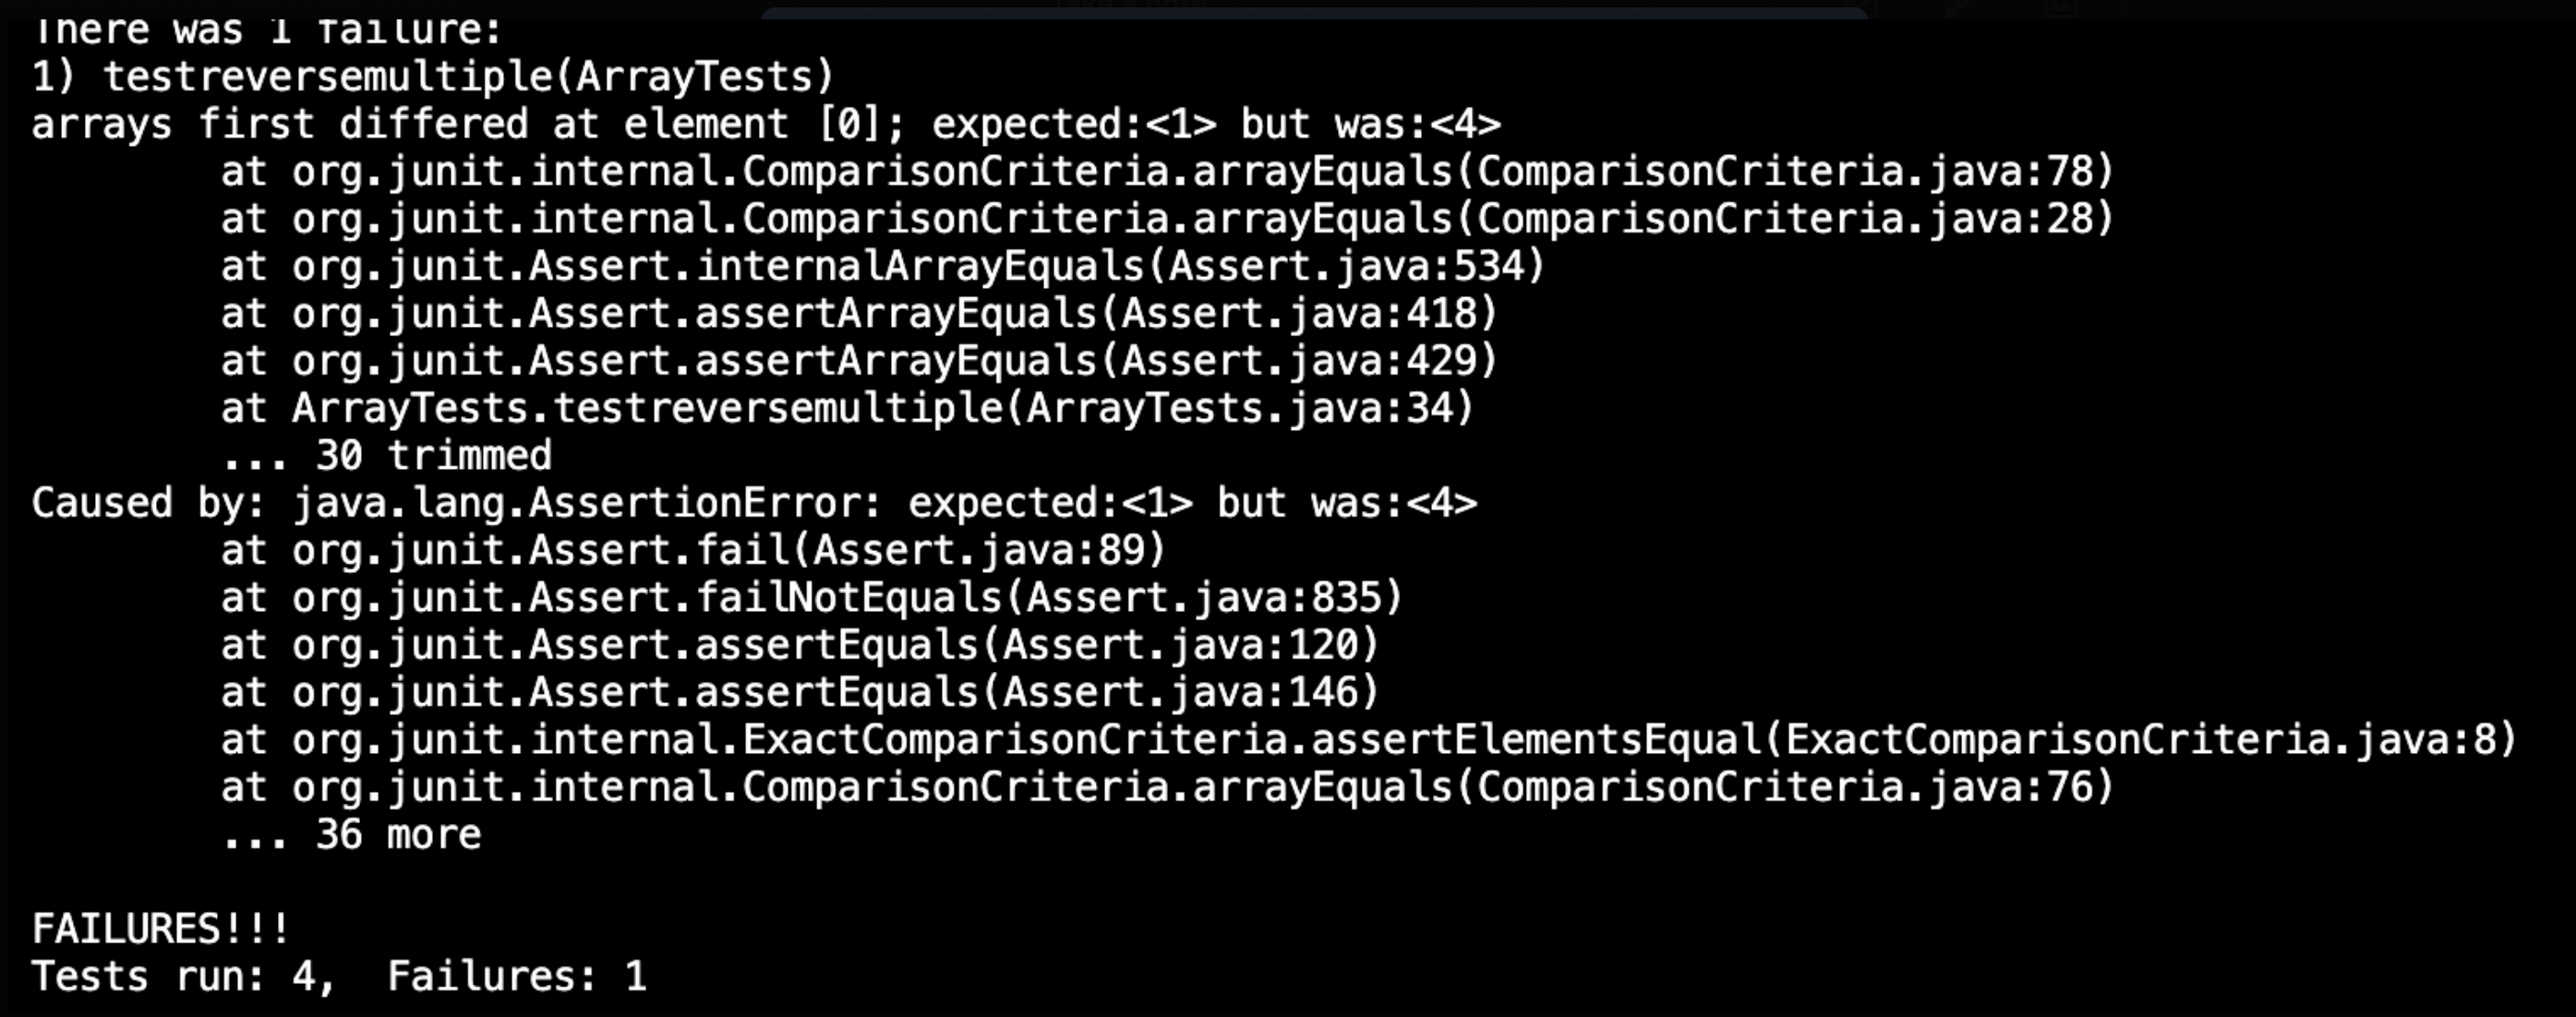 There was 1 failure:
1) testreversemultiple(ArrayTests)
arrays first differed at element [0]; expected:<1> but was:<4>
        at org.junit.internal.ComparisonCriteria.arrayEquals(ComparisonCriteria.java:78)
        at org.junit.internal.ComparisonCriteria.arrayEquals(ComparisonCriteria.java:28)
        at org.junit.Assert.internalArrayEquals(Assert.java:534)
        at org.junit.Assert.assertArrayEquals(Assert.java:418)
        at org.junit.Assert.assertArrayEquals(Assert.java:429)
        at ArrayTests.testreversemultiple(ArrayTests.java:34)
        ... 30 trimmed
Caused by: java.lang.AssertionError: expected:<1> but was:<4>
        at org.junit.Assert.fail(Assert.java:89)
        at org.junit.Assert.failNotEquals(Assert.java:835)
        at org.junit.Assert.assertEquals(Assert.java:120)
        at org.junit.Assert.assertEquals(Assert.java:146)
        at org.junit.internal.ExactComparisonCriteria.assertElementsEqual(ExactComparisonCriteria.java:8)
        at org.junit.internal.ComparisonCriteria.arrayEquals(ComparisonCriteria.java:76)
        ... 36 more
FAILURES!!!
Tests run: 4,  Failures: 1